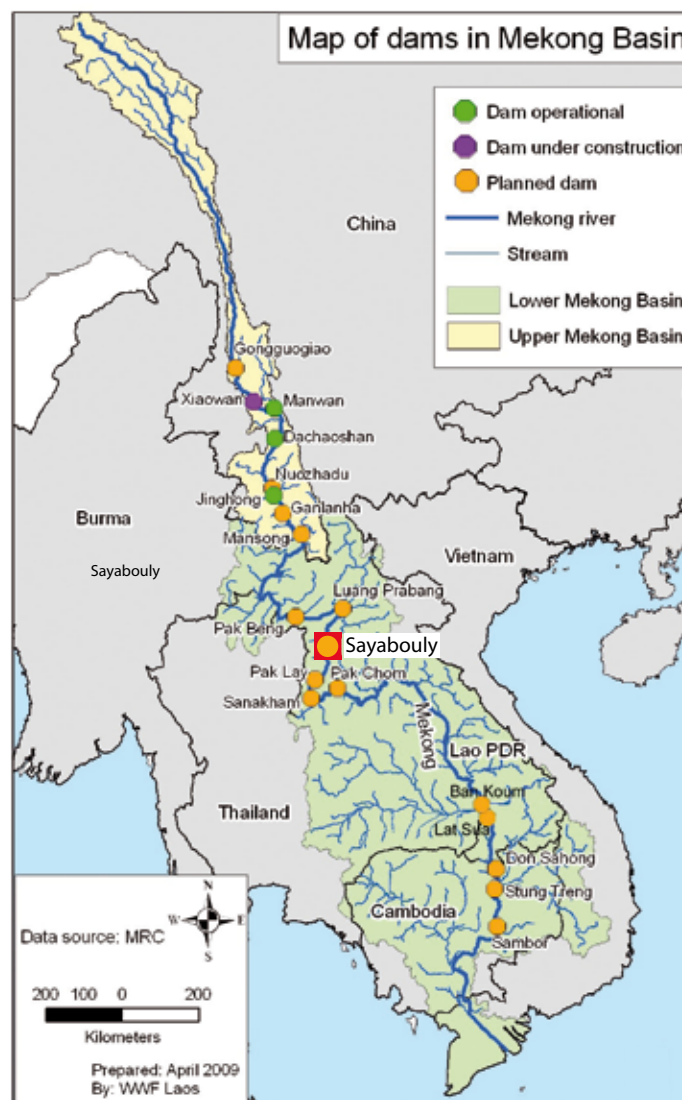 Map of dams in Mekong Basin
Dam operational
Dam under construction
Planned dam
Mekong river
Stream
Lower Mekong Basin
Upper Mekong Basin
China
Gongguogiao
Xiaowan
Manwan
Dachaoshan
Nuozhadu
Jinghong
Ganlanha
Burma
Mansong
Vietnam
Sayabouly
Luang Prabang
Pak Beng
Sayabouly
Pak Lay
Pak Chom
Sanakham
Mekong
Lao PDR
Ban Koum
Thailand
Lat Sua
Don Sahong
Stung Treng
Cambodia
Sambor
N
W
E
S
Data source: MRC
200 100 0 200
Kilometers
Prepared: April 2009
By: WWF Laos